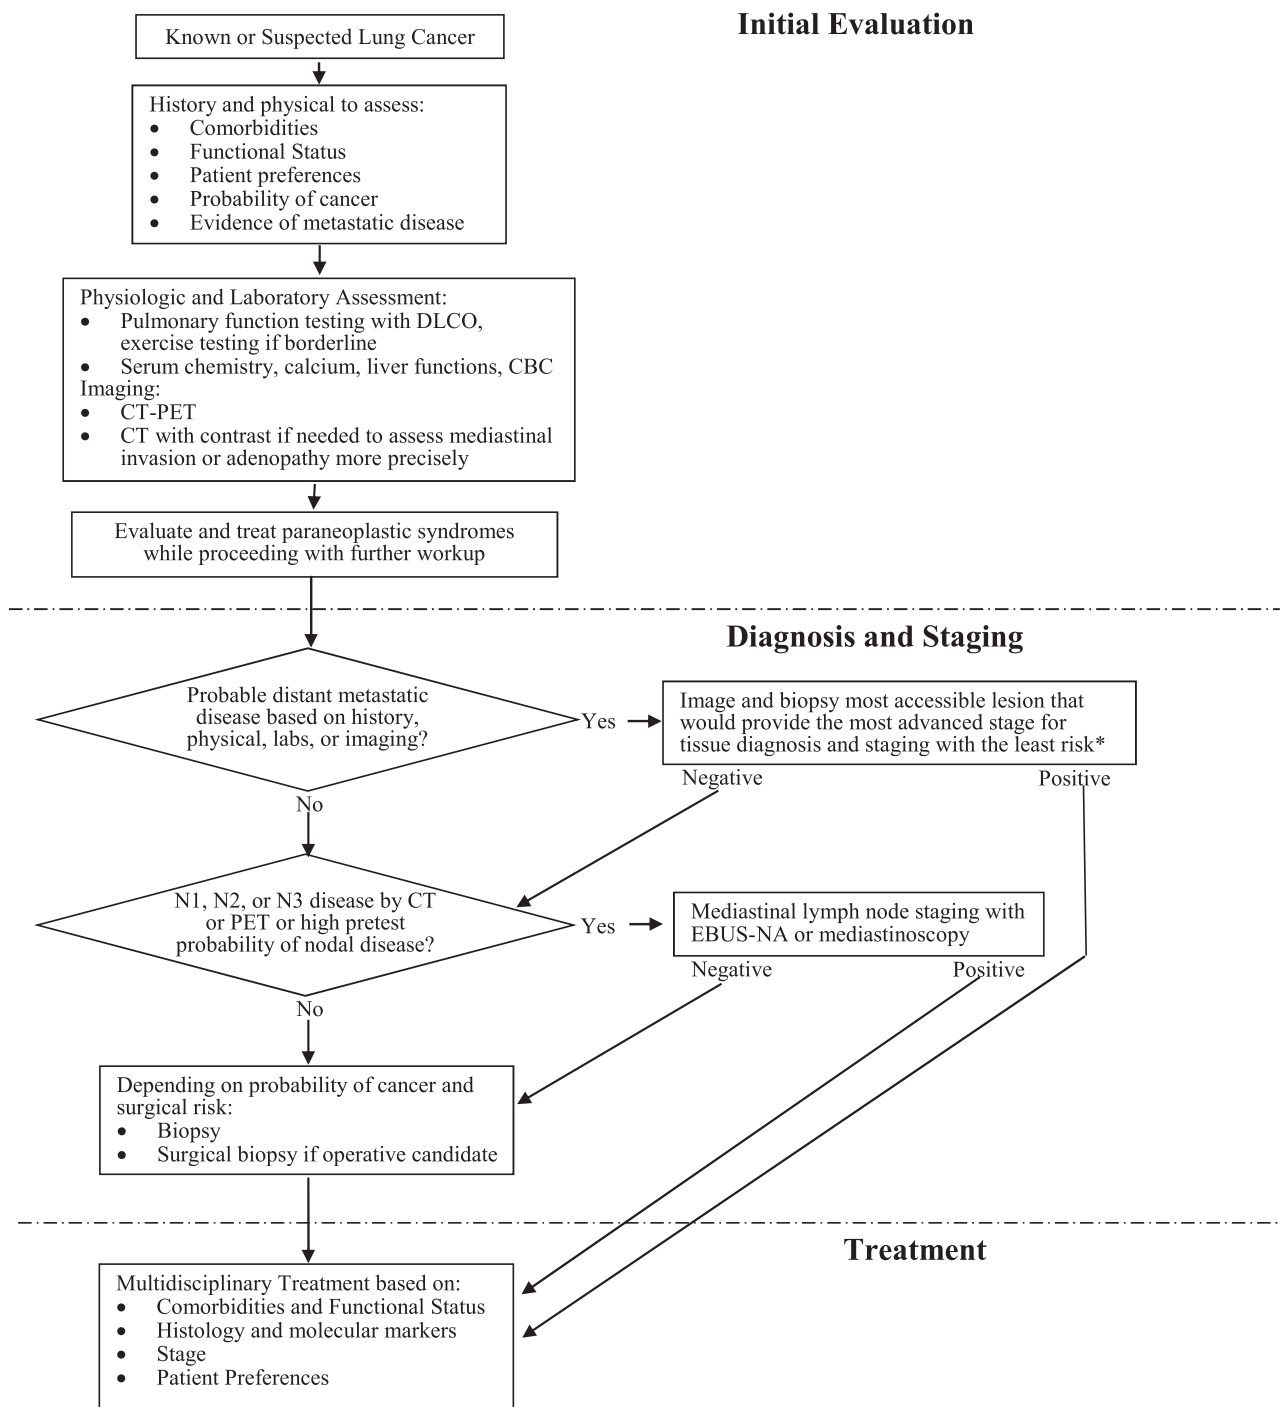 Initial Evaluation
Known or Suspected Lung Cancer
History and physical to assess:
• Comorbidities
• Functional Status
• Patient preferences
• Probability of cancer
• Evidence of metastatic disease
Physiologic and Laboratory Assessment:
• Pulmonary function testing with DLCO,
exercise testing if borderline
• Serum chemistry, calcium, liver functions, CBC
Imaging:
• CT-PET
• CT with contrast if needed to assess mediastinal
invasion or adenopathy more precisely
Evaluate and treat paraneoplastic syndromes
while proceeding with further workup
Diagnosis and Staging
Probable distant metastatic
disease based on history,
physical, labs, or imaging?
Yes
Image and biopsy most accessible lesion that
would provide the most advanced stage for
tissue diagnosis and staging with the least risk*
Negative
Positive
No
N1, N2, or N3 disease by CT
or PET or high pretest
probability of nodal disease?
Yes
Mediastinal lymph node staging with
EBUS-NA or mediastinoscopy
Negative
Positive
No
Depending on probability of cancer and
surgical risk:
• Biopsy
• Surgical biopsy if operative candidate
Treatment
Multidisciplinary Treatment based on:
• Comorbidities and Functional Status
• Histology and molecular markers
• Stage
• Patient Preferences